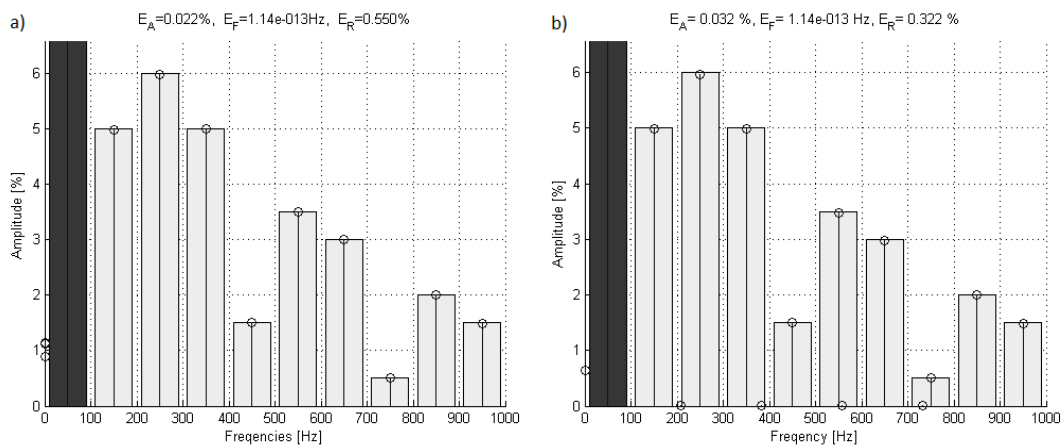 a)
E_A=0.022%, E_F=1.14e-013Hz, E_R=0.550%
Amplitude [%]
6
5
4
3
2
1
0
0 100 200 300 400 500 600 700 800 900 1000
Freqencies [Hz]
b)
E_A= 0.032 %, E_F= 1.14e-013 Hz, E_R= 0.322 %
Amplitude [%]
6
5
4
3
2
1
0
0 100 200 300 400 500 600 700 800 900 1000
Freqency [Hz]